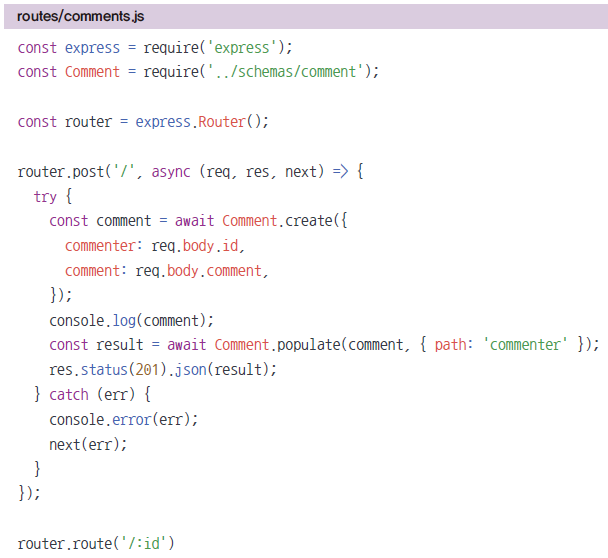 routes/comments.js
const express = require('express');
const Comment = require('../schemas/comment');
const router = express.Router();
router.post('/', async (req, res, next) => {
try {
const comment = await Comment.create({
commenter: req.body.id,
comment: req.body.comment,
});
console.log(comment);
const result = await Comment.populate(comment, { path: 'commenter' });
res.status(201).json(result);
} catch (err) {
console.error(err);
next(err);
}
});
router.route('/:id')